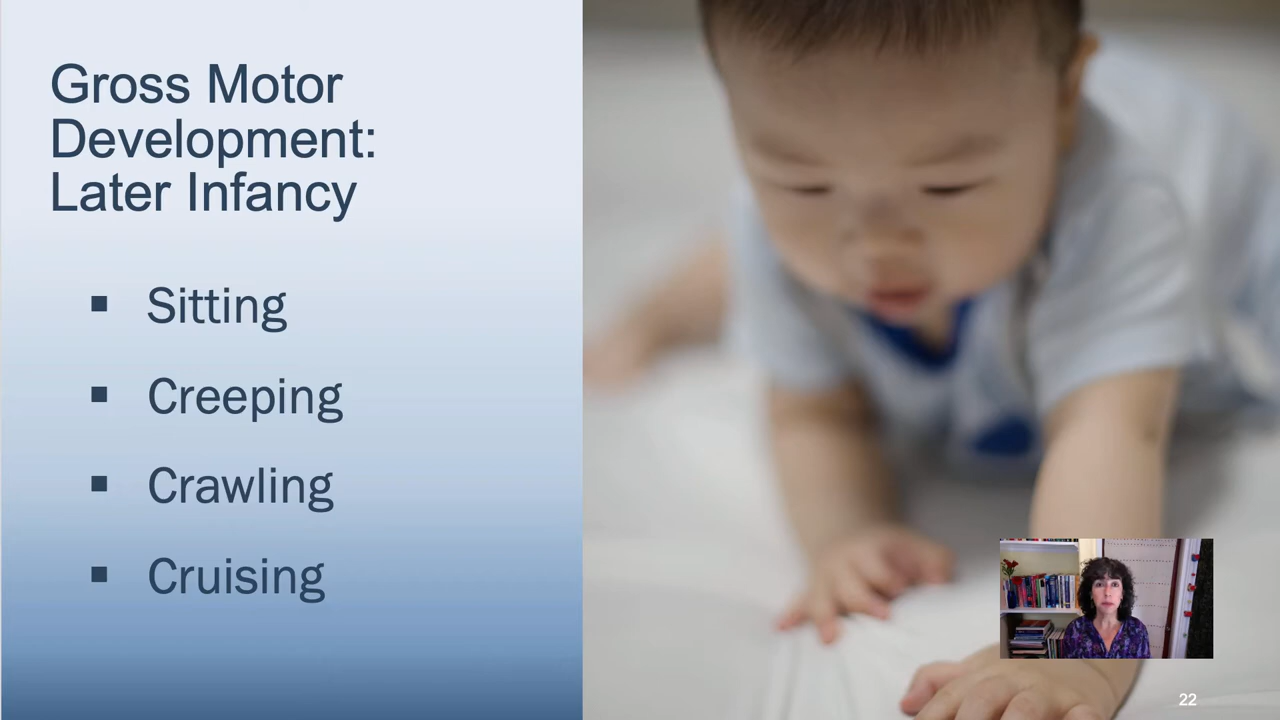 Gross Motor
Development:
Later Infancy
▪ Sitting
▪ Creeping
▪ Crawling
▪ Cruising
22